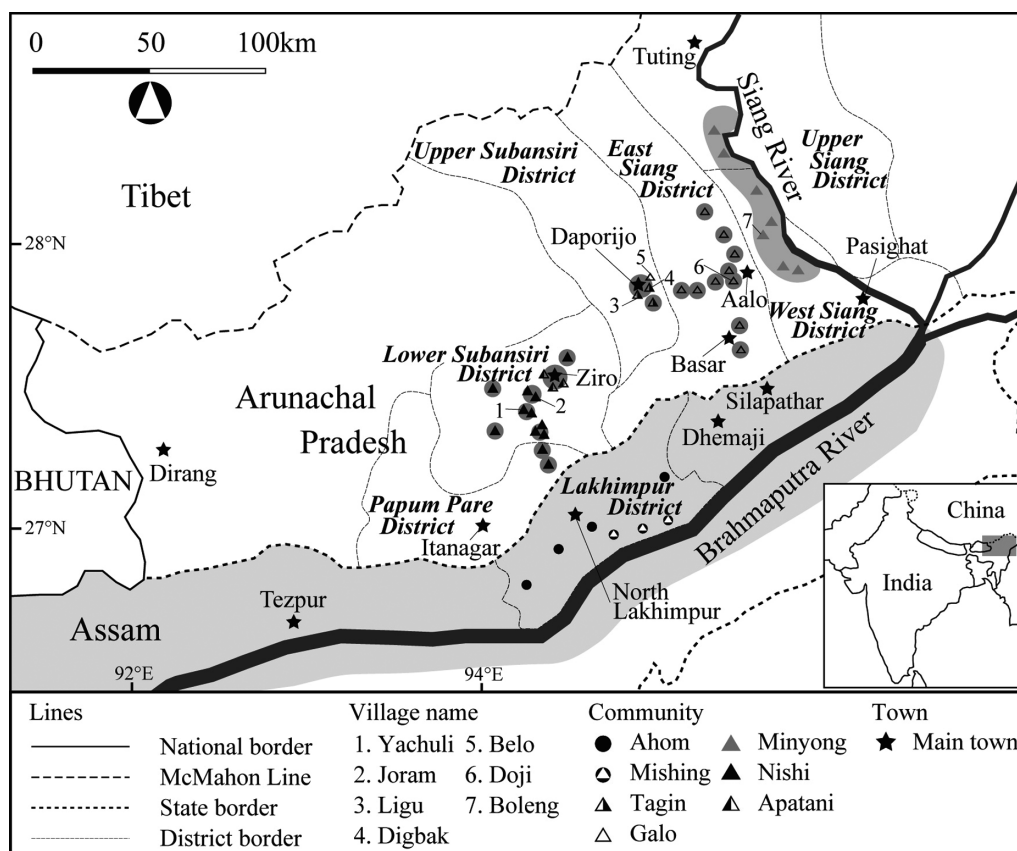 0 50 100km
Tuting
Siang River
Upper Subansiri
District
East
Siang
District
Upper
Siang
District
Tibet
28°N
Daporijo
7
Pasighat
5
6
4
3
Aalo
West Siang
District
Lower Subansiri
District
Basar
Ziro
Arunachal
Pradesh
1
2
Silapathar
Dhemaji
Dirang
BHUTAN
Lakhimpur
District
Brahmaputra River
27°N
Papum Pare
District
Itanagar
China
India
North
Lakhimpur
Tezpur
Assam
92°E
94°E
Lines
National border
McMahon Line
State border
District border
Village name
1. Yachuli
2. Joram
3. Ligu
4. Digbak
5. Belo
6. Doji
7. Boleng
Community
Ahom
Mishing
Tagin
Galo
Minyong
Nishi
Apatani
Town
Main town